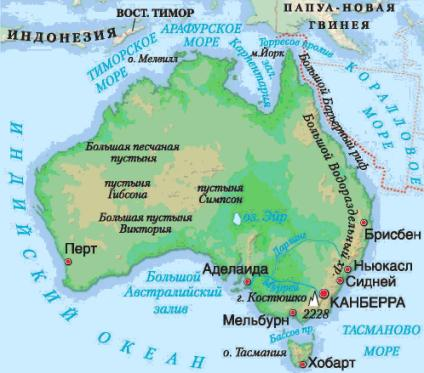 ВОСТ. ТИМОР
ПАПУА-НОВАЯ
ГВИНЕЯ
ИНДОНЕЗИЯ
АРАФУРСКОЕ
МОРЕ
Торресов пролив
м.Йорк
зал.
Карпентария
ТИМОРСКОЕ
МОРЕ
о. Мелвилл
КОРАЛЛОВОЕ
МОРЕ
Большой Барьерный риф
Большой Водораздельный хр.
Большая песчаная
пустыня
пустыня
Гибсона
пустыня
Симпсон
Большая пустыня
Виктория
оз. Эйр
ИНДИЙСКИЙ ОКЕАН
Перт
Дарлинг
Брисбен
Ньюкасл
Сидней
КАНБЕРРА
Аделаида
Муррей
г. Костюшко
2228
Большой
Австралийский
залив
Мельбурн
Бассов пр.
ТАСМАНОВО
МОРЕ
о. Тасмания
Хобарт